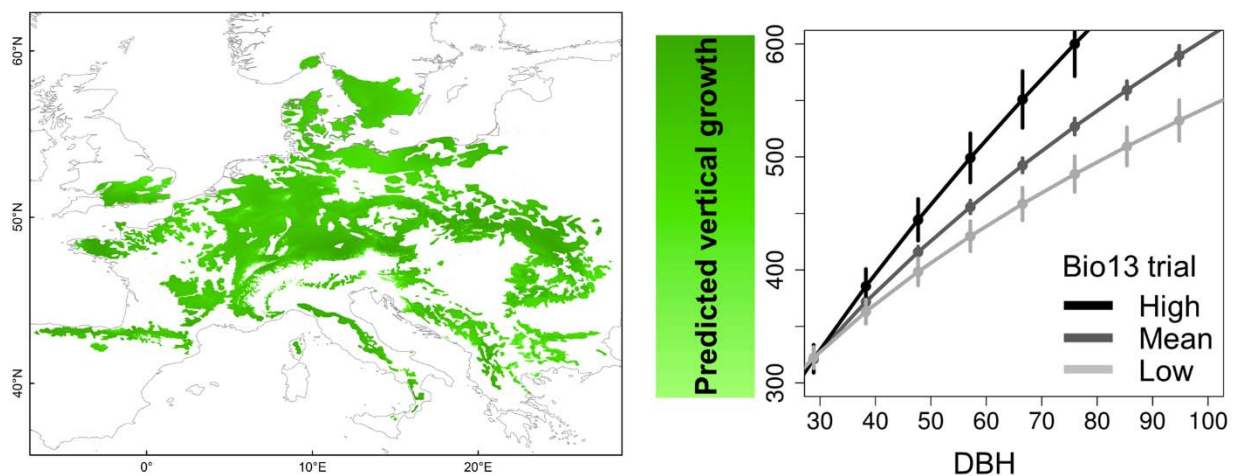 60°N
50°N
40°N
0°
10°E
20°E
Predicted vertical growth
600
500
400
300
30 40 50 60 70 80 90 100
DBH
Bio13 trial
High
Mean
Low